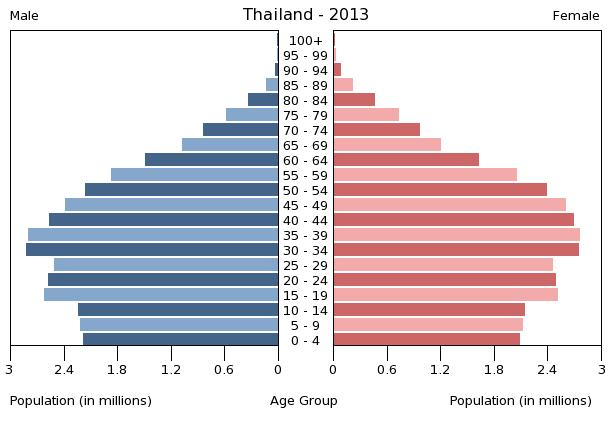 Male Thailand - 2013 Female
100+
95 - 99
90 - 94
85 - 89
80 - 84
75 - 79
70 - 74
65 - 69
60 - 64
55 - 59
50 - 54
45 - 49
40 - 44
35 - 39
30 - 34
25 - 29
20 - 24
15 - 19
10 - 14
5 - 9
0 - 4
3 2.4 1.8 1.2 0.6 0 0 0.6 1.2 1.8 2.4 3
Population (in millions) Age Group Population (in millions)